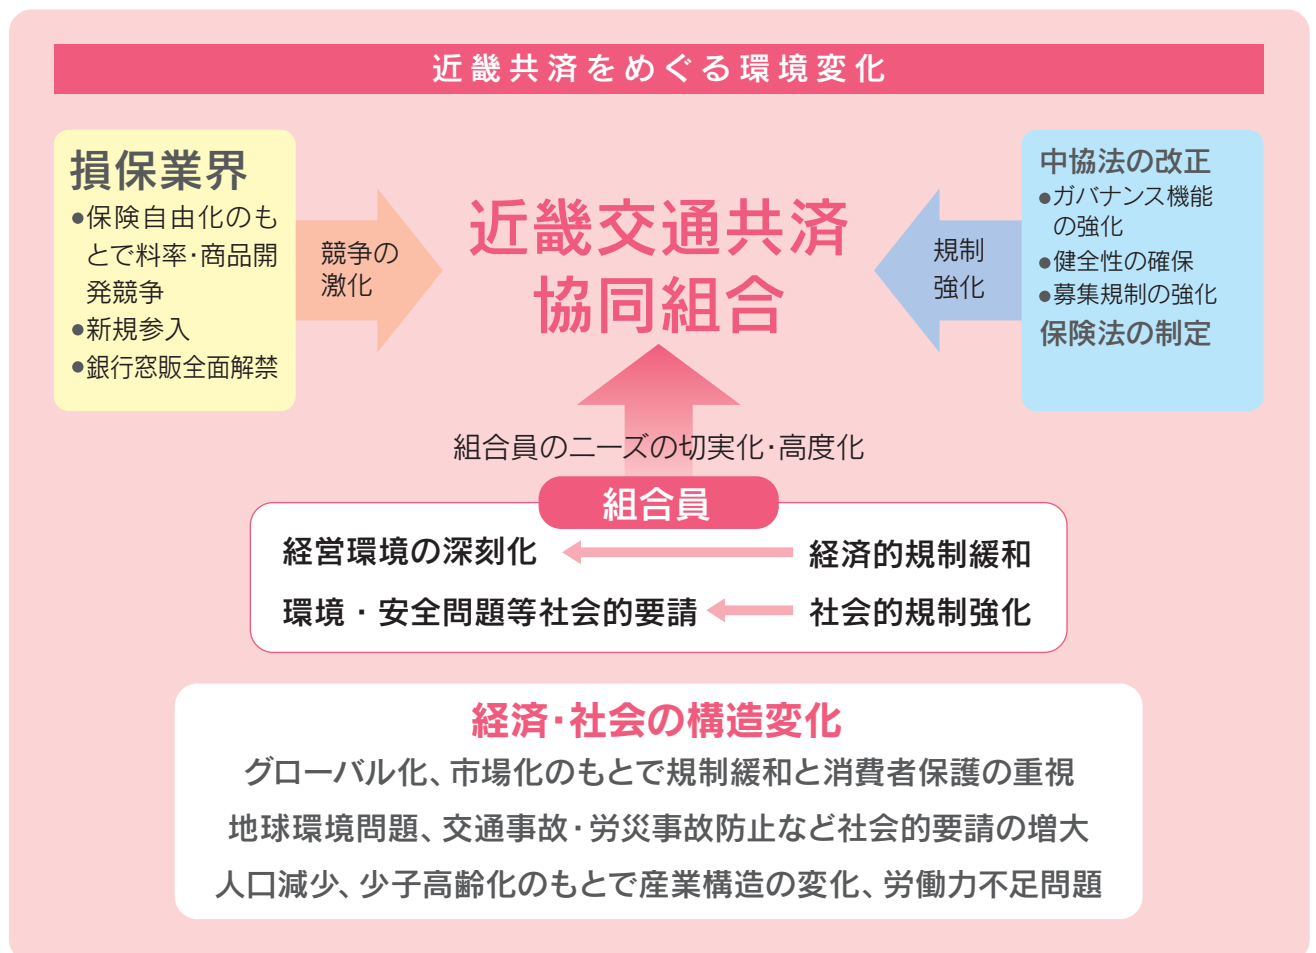 近畿共済をめぐる環境変化
損保業界
●保険自由化のも
とで料率・商品開
発競争
●新規参入
●銀行窓販全面解禁
競争の
激化
近畿交通共済
協同組合
規制
強化
中協法の改正
●ガバナンス機能
の強化
●健全性の確保
●募集規制の強化
保険法の制定
組合員のニーズの切実化・高度化
組合員
経営環境の深刻化
経済的規制緩和
環境・安全問題等社会的要請
社会的規制強化
経済・社会の構造変化
グローバル化、市場化のもとで規制緩和と消費者保護の重視
地球環境問題、交通事故・労災事故防止など社会的要請の増大
人口減少、少子高齢化のもとで産業構造の変化、労働力不足問題